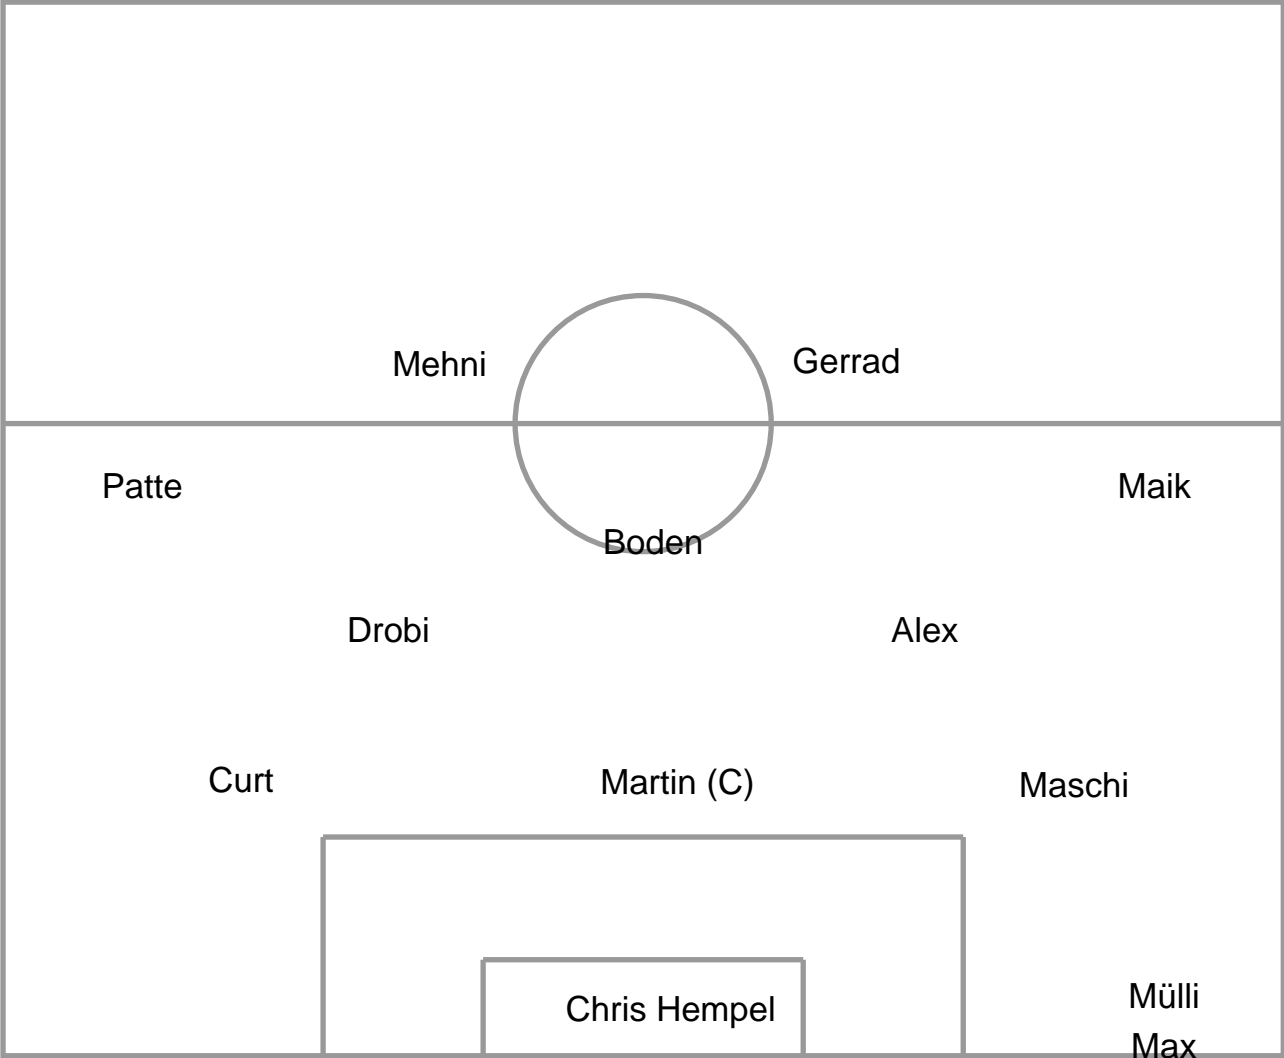 Mehni
Gerrad
Patte
Maik
Boden
Drobi
Alex
Curt
Martin (C)
Maschi
Chris Hempel
Mülli
Max